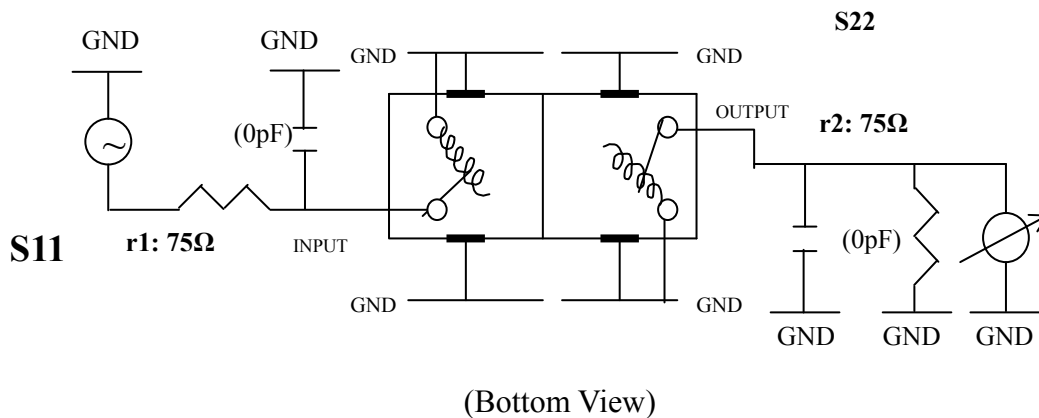 S22
GND
GND
GND
GND
(0pF)
OUTPUT
r2: 75Ω
S11
r1: 75Ω
INPUT
(0pF)
GND
GND
GND
GND
GND
(Bottom View)